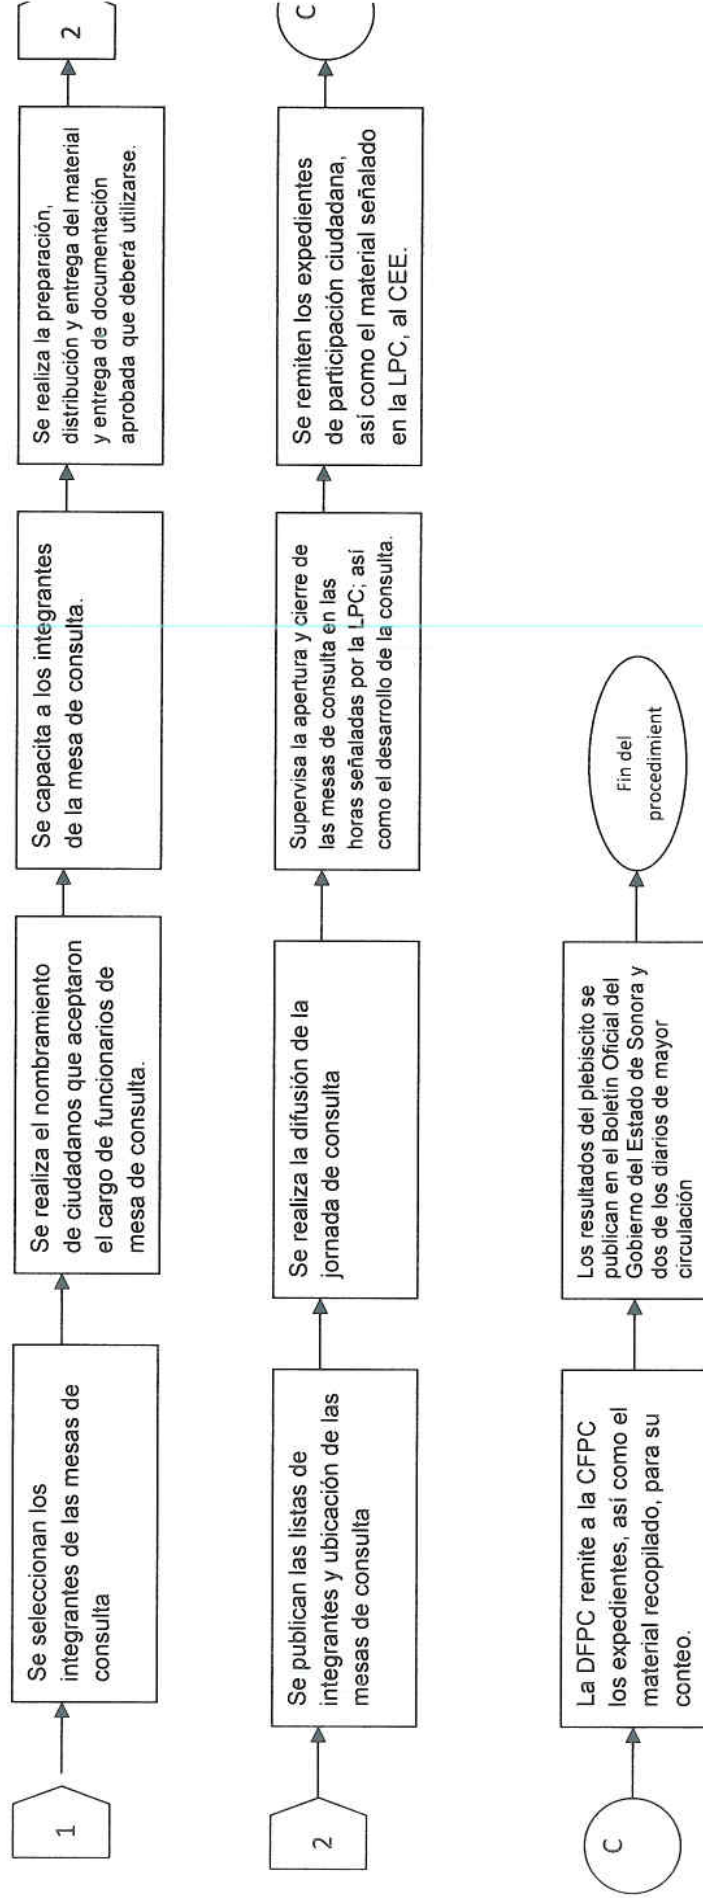 1
Se seleccionan los
integrantes de las mesas de
consulta
Se realiza el nombramiento
de ciudadanos que aceptaron
el cargo de funcionarios de
mesa de consulta.
Se capacita a los integrantes
de la mesa de consulta.
Se realiza la preparación,
distribución y entrega del material
y entrega de documentación
aprobada que deberá utilizarse.
2
2
Se publican las listas de
integrantes y ubicación de las
mesas de consulta
Se realiza la difusión de la
jornada de consulta
Supervisa la apertura y cierre de
las mesas de consulta en las
horas señaladas por la LPC; así
como el desarrollo de la consulta.
Se remiten los expedientes
de participación ciudadana,
así como el material señalado
en la LPC, al CEE.
C
C
La DFPC remite a la CFPC
los expedientes, así como el
material recopilado, para su
conteo.
Los resultados del plebiscito se
publican en el Boletín Oficial del
Gobierno del Estado de Sonora y
dos de los diarios de mayor
circulación
Fin del
procedimient